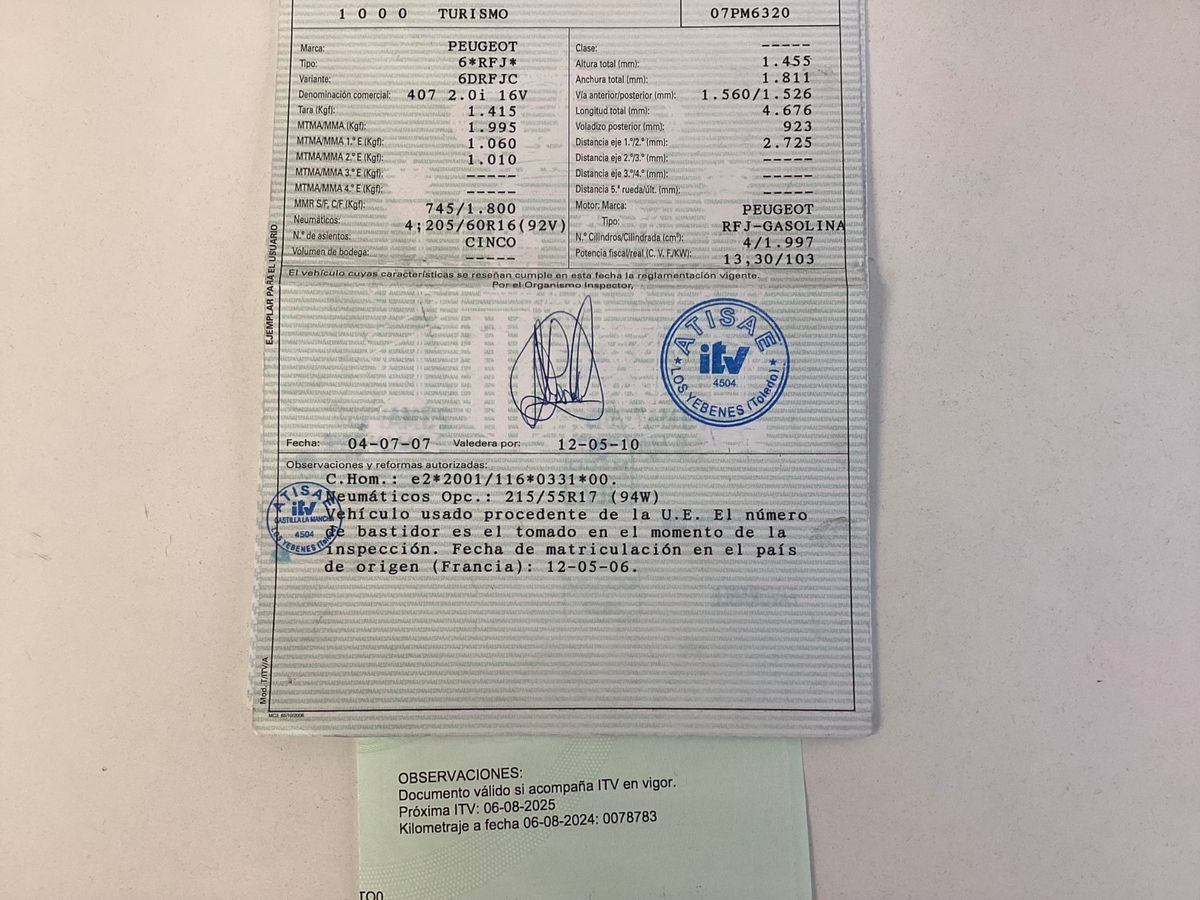 1 0 0 0 TURISMO 07PM6320
Marca: PEUGEOT
Tipo: 6*RFJ*
Variante: 6DRFJC
Denominación comercial: 407 2.0i 16V
Tara (Kgf): 1.415
MTMA/MMA (Kgf): 1.995
MTMA/MMA 1.º E (Kgf): 1.060
MTMA/MMA 2.º E (Kgf): 1.010
MTMA/MMA 3.º E (Kgf): -----
MTMA/MMA 4.º E (Kgf): -----
MMR S/F, C/F (Kgf): 745/1.800
Neumáticos: 4;205/60R16(92V)
N.º de asientos: CINCO
Volumen de bodega: -----
Clase: -----
Altura total (mm): 1.455
Anchura total (mm): 1.811
Vía anterior/posterior (mm): 1.560/1.526
Longitud total (mm): 4.676
Voladizo posterior (mm): 923
Distancia eje 1.º/2.º (mm): 2.725
Distancia eje 2.º/3.º (mm): -----
Distancia eje 3.º/4.º (mm): -----
Distancia 5.ª rueda/últ. (mm): -----
Motor: Marca: PEUGEOT
Tipo: RFJ-GASOLINA
N.º Cilindros/Cilindrada (cm³): 4/1.997
Potencia fiscal/real (C. V. F/KW): 13,30/103
EJEMPLAR PARA EL USUARIO
El vehículo cuyas características se reseñan cumple en esta fecha la reglamentación vigente.
Por el Organismo Inspector,
ATISAE
itv
4504
LOS YEBENES (Toledo)
Fecha: 04-07-07 Valedera por: 12-05-10
Observaciones y reformas autorizadas:
C.Hom.: e2*2001/116*0331*00.
Neumáticos Opc.: 215/55R17 (94W)
Vehículo usado procedente de la U.E. El número
de bastidor es el tomado en el momento de la
inspección. Fecha de matriculación en el país
de origen (Francia): 12-05-06.
ATISAE
itv
CASTILLA LA MANCHA
4504
LOS YEBENES
Mod. T/ITV/A
OBSERVACIONES:
Documento válido si acompaña ITV en vigor.
Próxima ITV: 06-08-2025
Kilometraje a fecha 06-08-2024: 0078783